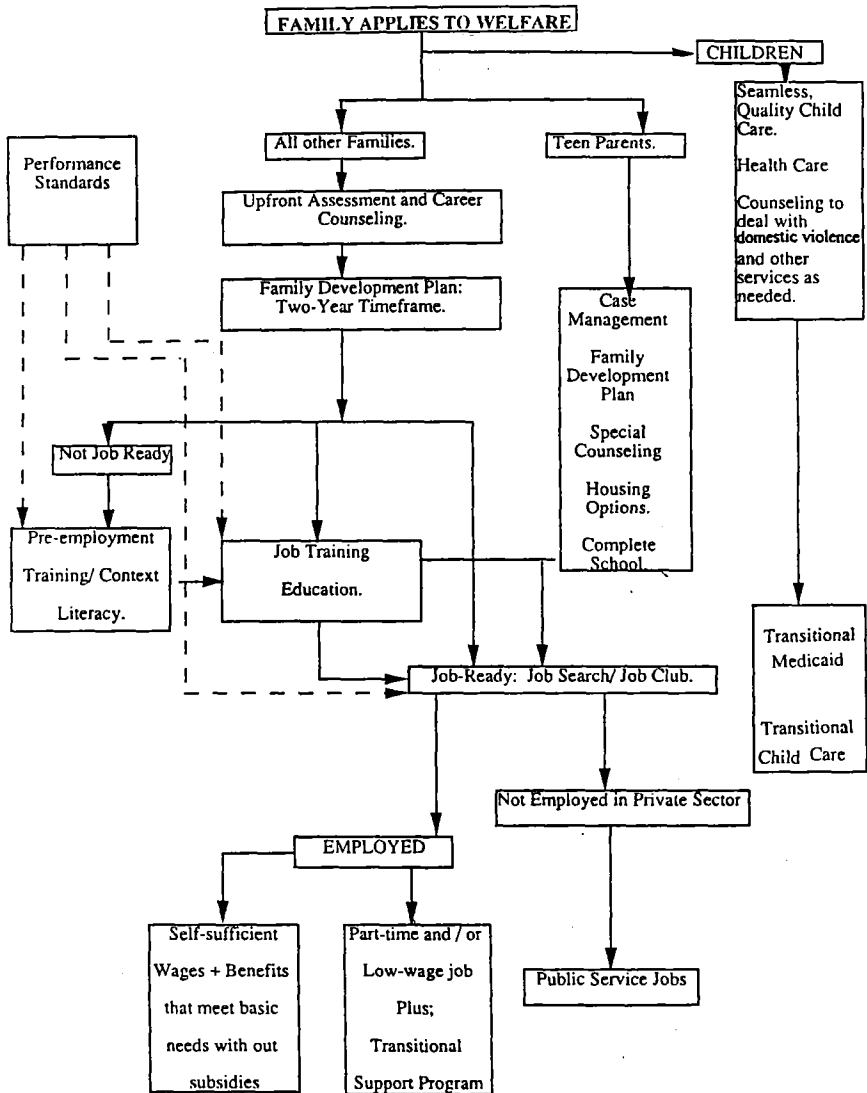 FAMILY APPLIES TO WELFARE
CHILDREN
Seamless,
Quality Child
Care.
Health Care
Counseling to
deal with
domestic violence
and other
services as
needed.
All other Families.
Teen Parents.
Performance
Standards
Upfront Assessment and Career
Counseling.
Family Development Plan:
Two-Year Timeframe.
Case
Management
Family
Development
Plan
Special
Counseling
Housing
Options.
Complete
School.
Not Job Ready
Pre-employment
Training/ Context
Literacy.
Job Training
Education.
Transitional
Medicaid
Transitional
Child Care
Job-Ready: Job Search/ Job Club.
Not Employed in Private Sector
EMPLOYED
Self-sufficient
Wages + Benefits
that meet basic
needs with out
subsidies
Part-time and / or
Low-wage job
Plus;
Transitional
Support Program
Public Service Jobs